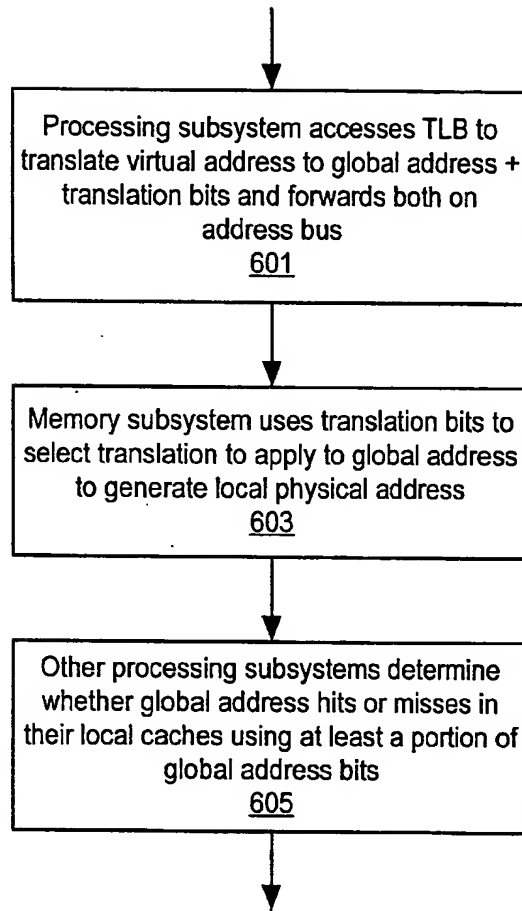 Processing subsystem accesses TLB to
translate virtual address to global address +
translation bits and forwards both on
address bus
601
Memory subsystem uses translation bits to
select translation to apply to global address
to generate local physical address
603
Other processing subsystems determine
whether global address hits or misses in
their local caches using at least a portion of
global address bits
605